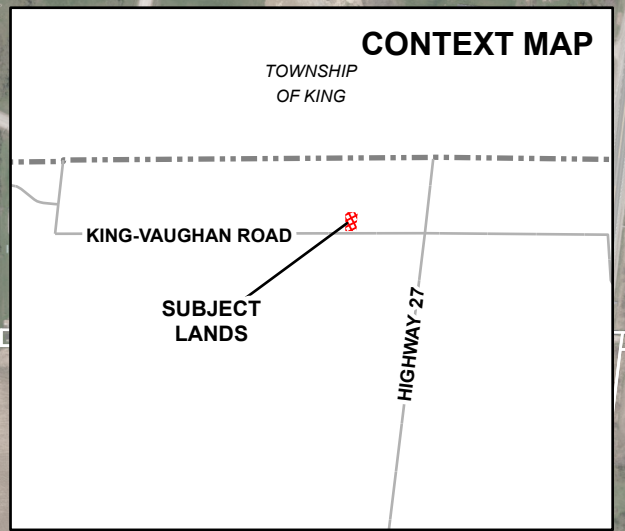 CONTEXT MAP
TOWNSHIP
OF KING
KING-VAUGHAN ROAD
SUBJECT
LANDS
HIGHWAY 27